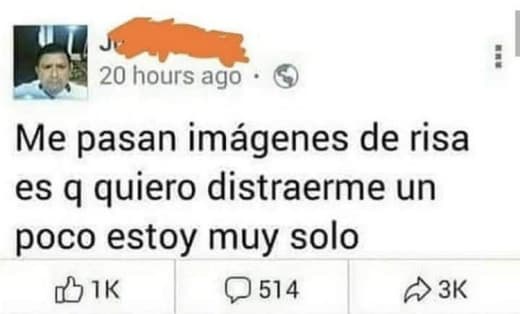 20 hours ago ·
Me pasan imágenes de risa
es q quiero distraerme un
poco estoy muy solo
1K
514
3K